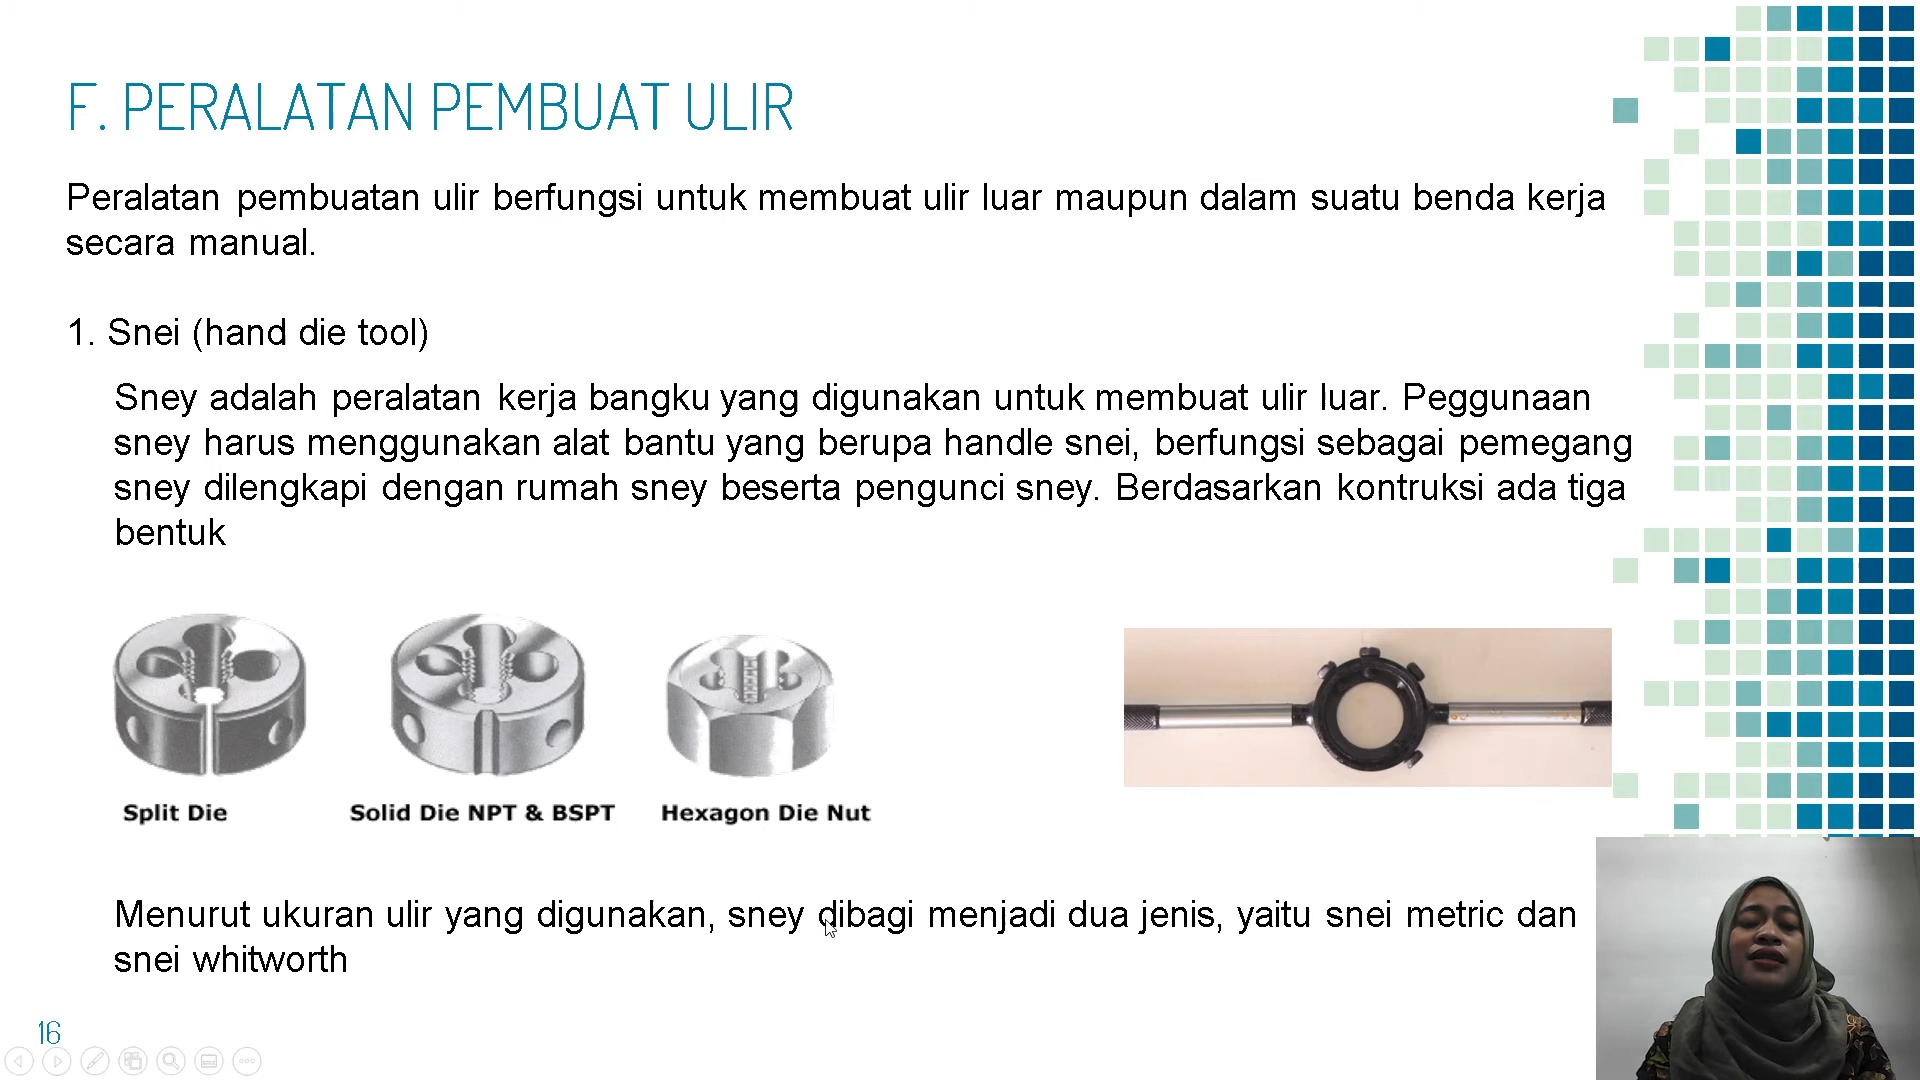 F. PERALATAN PEMBUAT ULIR
Peralatan pembuatan ulir berfungsi untuk membuat ulir luar maupun dalam suatu benda kerja
secara manual.
1. Snei (hand die tool)
Sney adalah peralatan kerja bangku yang digunakan untuk membuat ulir luar. Peggunaan
sney harus menggunakan alat bantu yang berupa handle snei, berfungsi sebagai pemegang
sney dilengkapi dengan rumah sney beserta pengunci sney. Berdasarkan kontruksi ada tiga
bentuk
Split Die
Solid Die NPT & BSPT
Hexagon Die Nut
Menurut ukuran ulir yang digunakan, sney dibagi menjadi dua jenis, yaitu snei metric dan
snei whitworth
16